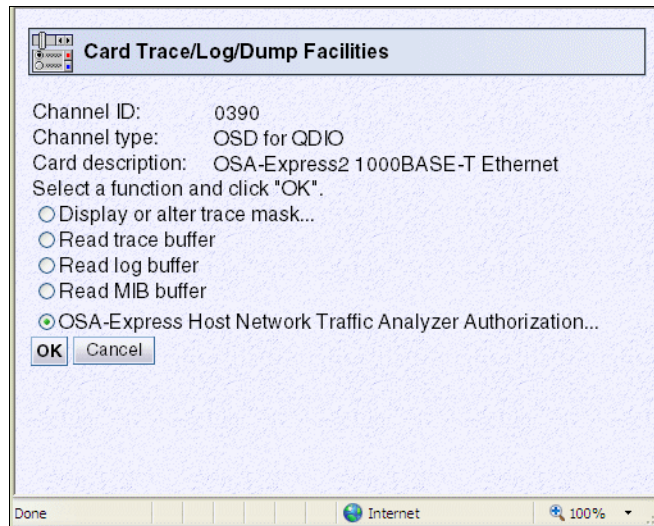 Card Trace/Log/Dump Facilities
Channel ID: 0390
Channel type: OSD for QDIO
Card description: OSA-Express2 1000BASE-T Ethernet
Select a function and click "OK".
Display or alter trace mask...
Read trace buffer
Read log buffer
Read MIB buffer
OSA-Express Host Network Traffic Analyzer Authorization...
OK Cancel
Done Internet 100%